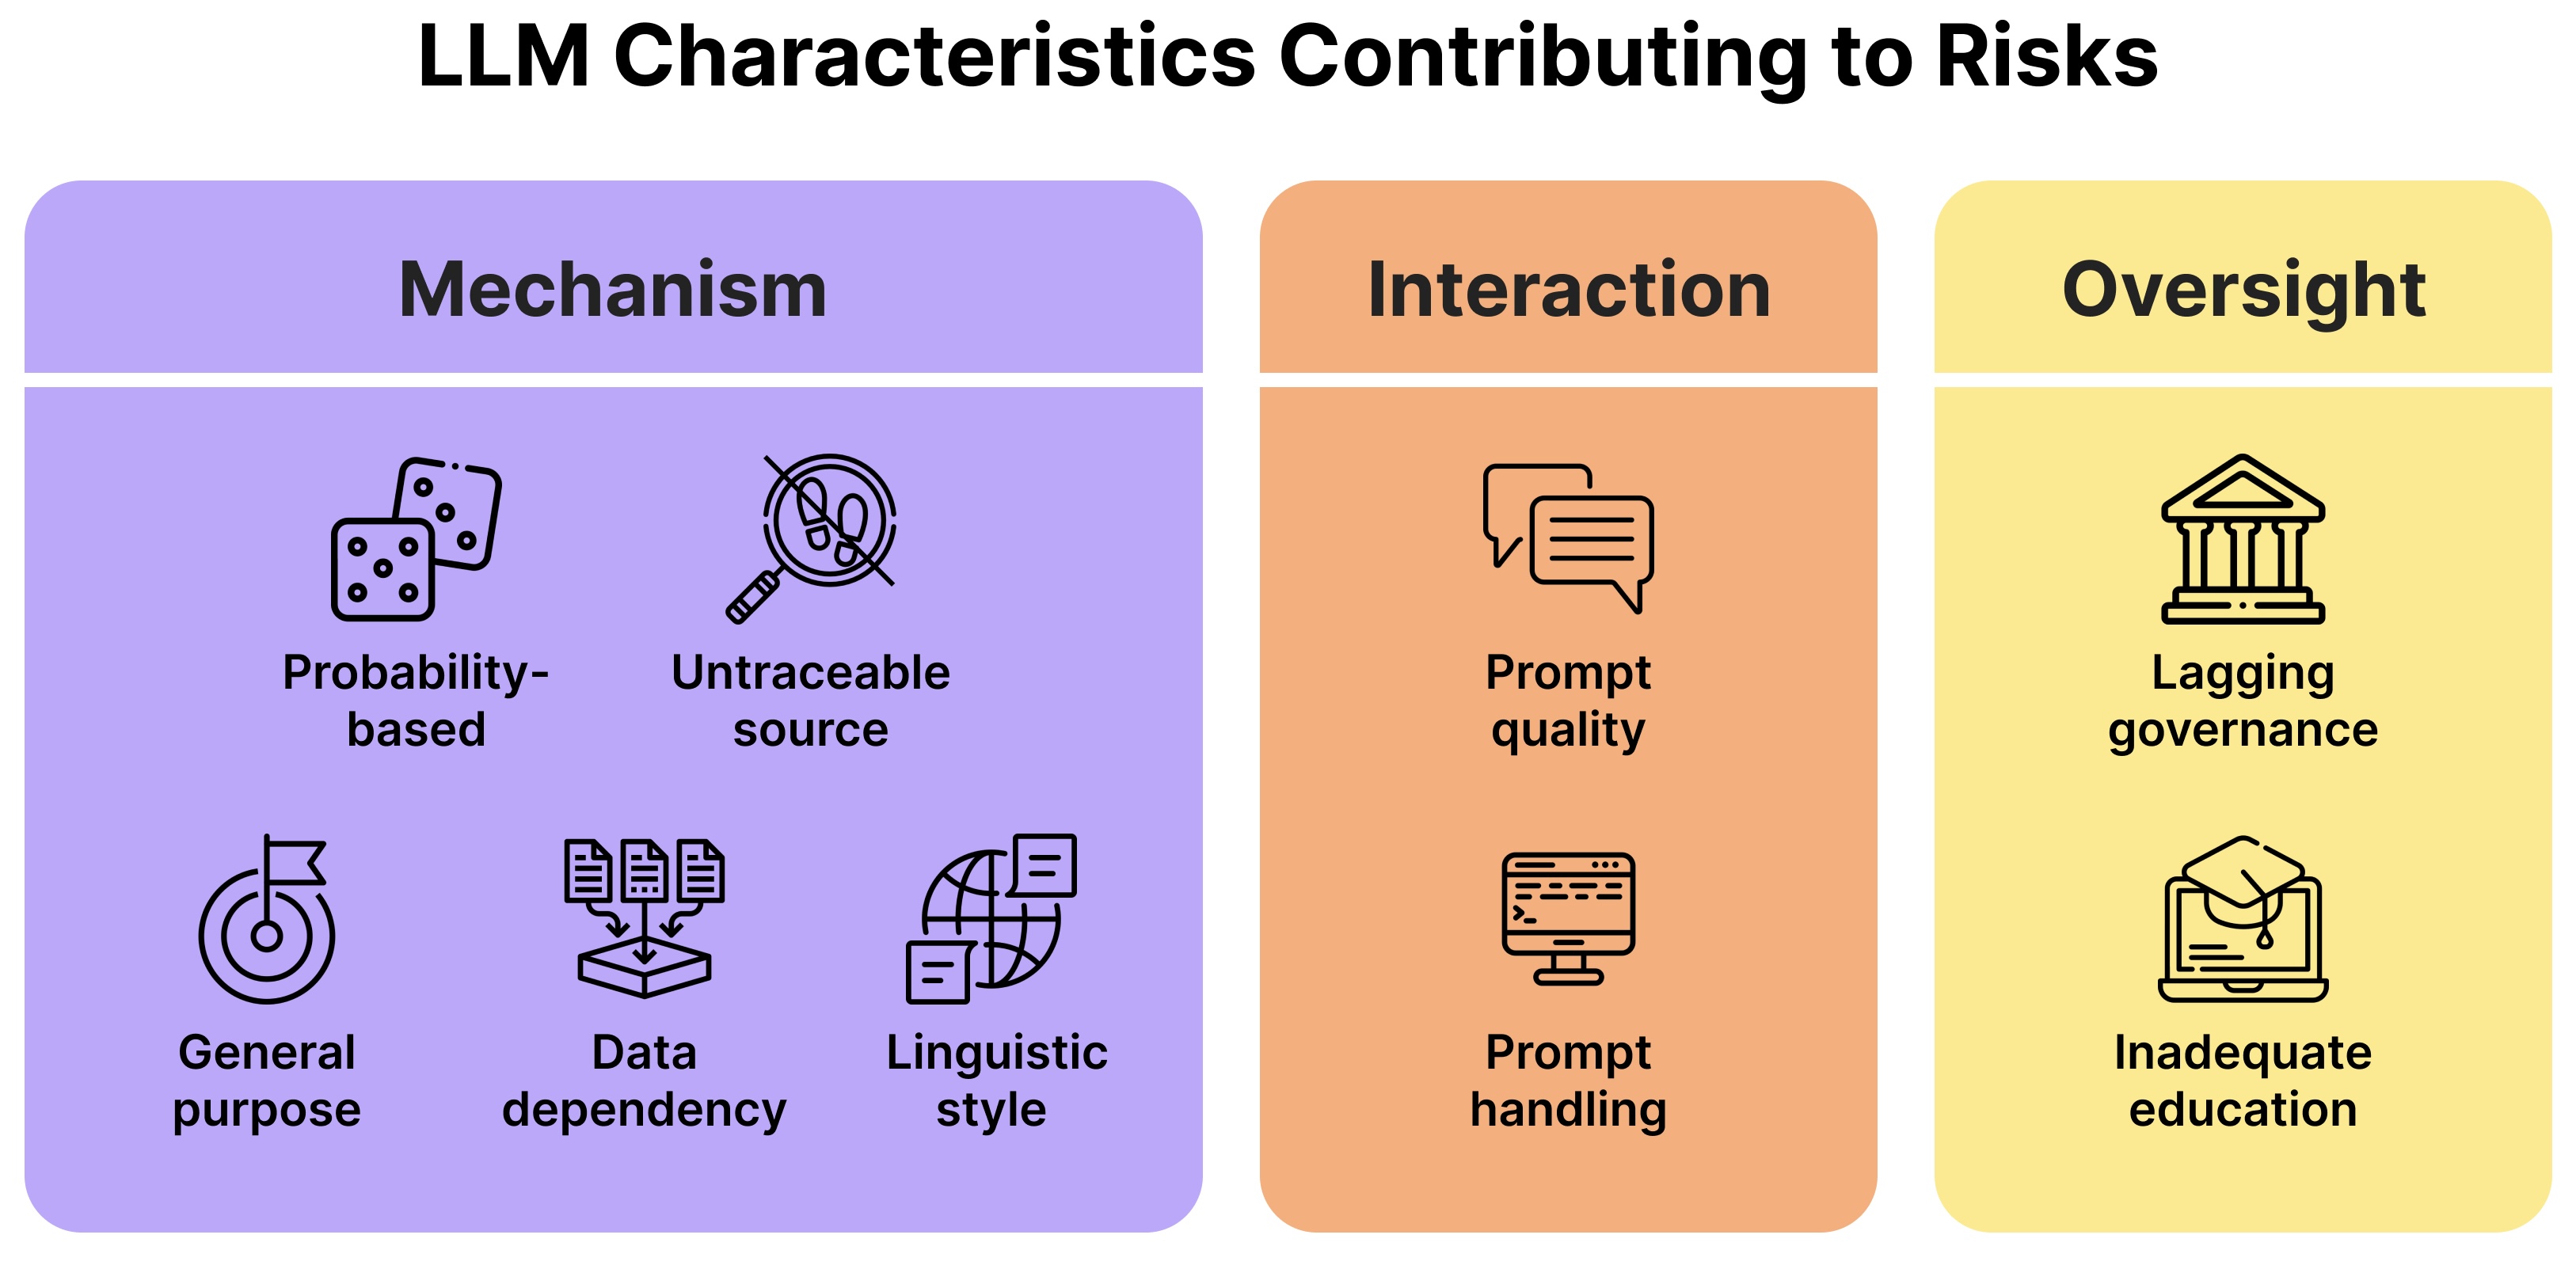 LLM Characteristics Contributing to Risks
Mechanism
Probability-
based
Untraceable
source
General
purpose
Data
dependency
Linguistic
style
Interaction
Prompt
quality
Prompt
handling
Oversight
Lagging
governance
Inadequate
education